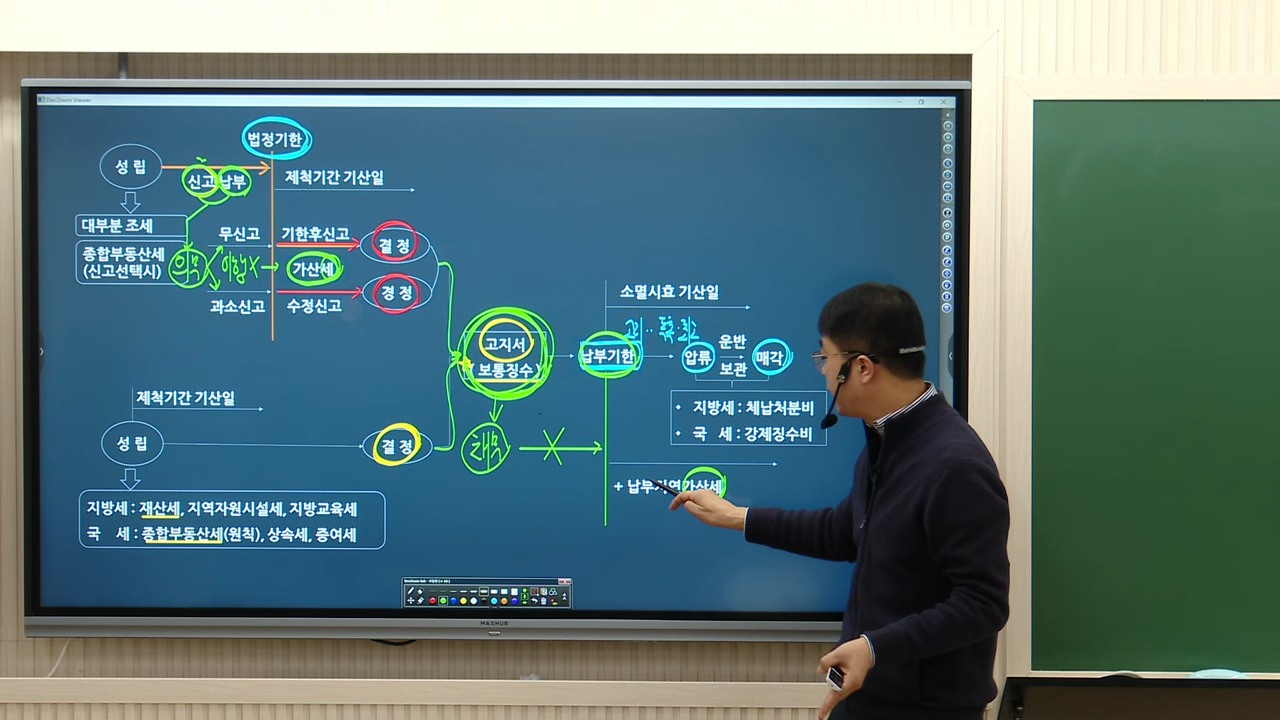 DocZoom Viewer
법정기한
성 립
신고납부
제척기간 기산일
대부분 조세
종합부동산세
(신고선택시)
무신고
기한후신고
결 정
의무
이행X
가산세
과소신고
수정신고
경 정
고지서
(보통징수)
소멸시효 기산일
납부기한
압류
운반
보관
매각
• 지방세 : 체납처분비
• 국 세 : 강제징수비
제척기간 기산일
성 립
결 정
+ 납부지연가산세
지방세 : 재산세, 지역자원시설세, 지방교육세
국 세 : 종합부동산세(원칙), 상속세, 증여세
MAXHUB